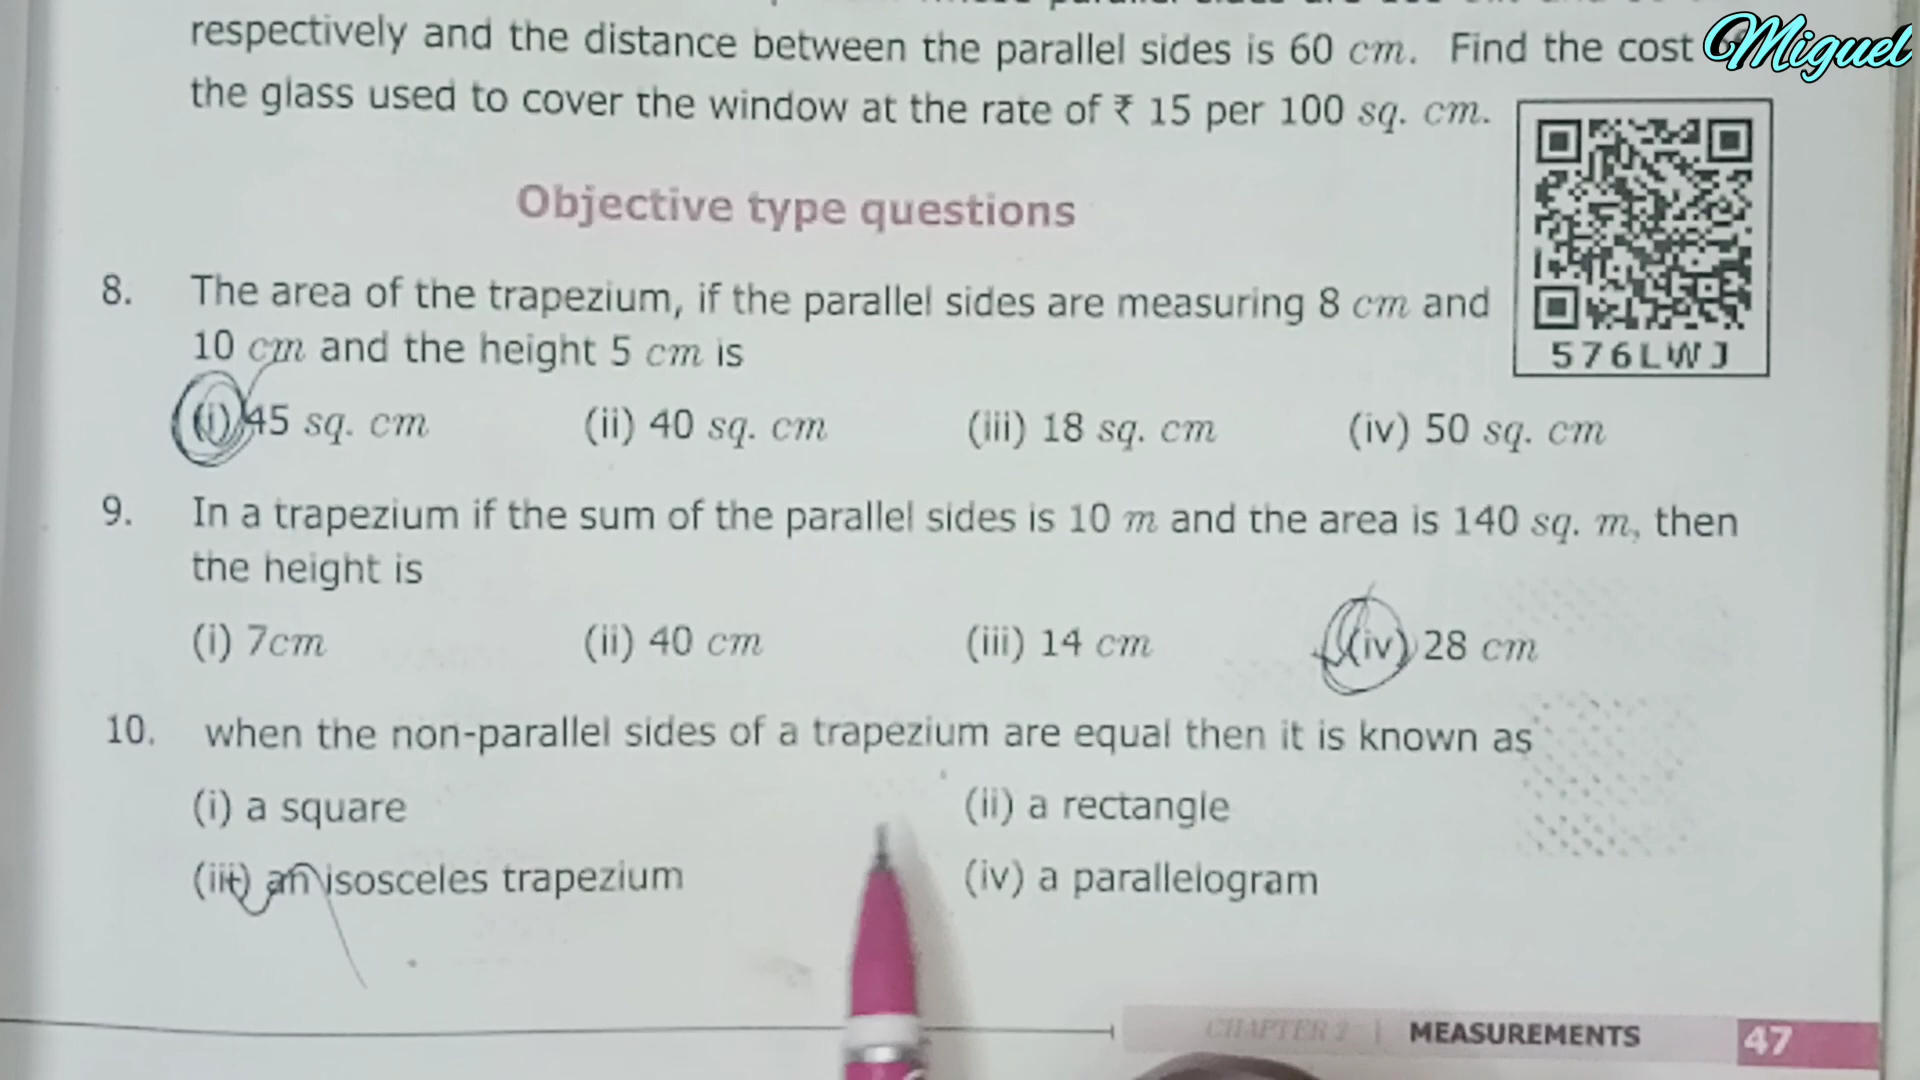 respectively and the distance between the parallel sides is 60 cm. Find the cost
Miguel
the glass used to cover the window at the rate of ₹ 15 per 100 sq. cm.
Objective type questions
576LWJ
8. The area of the trapezium, if the parallel sides are measuring 8 cm and
10 cm and the height 5 cm is
(i) 45 sq. cm (ii) 40 sq. cm (iii) 18 sq. cm (iv) 50 sq. cm
9. In a trapezium if the sum of the parallel sides is 10 m and the area is 140 sq. m, then
the height is
(i) 7cm (ii) 40 cm (iii) 14 cm (iv) 28 cm
10. when the non-parallel sides of a trapezium are equal then it is known as
(i) a square (ii) a rectangle
(iii) an isosceles trapezium (iv) a parallelogram
CHAPTER 2 | MEASUREMENTS 47